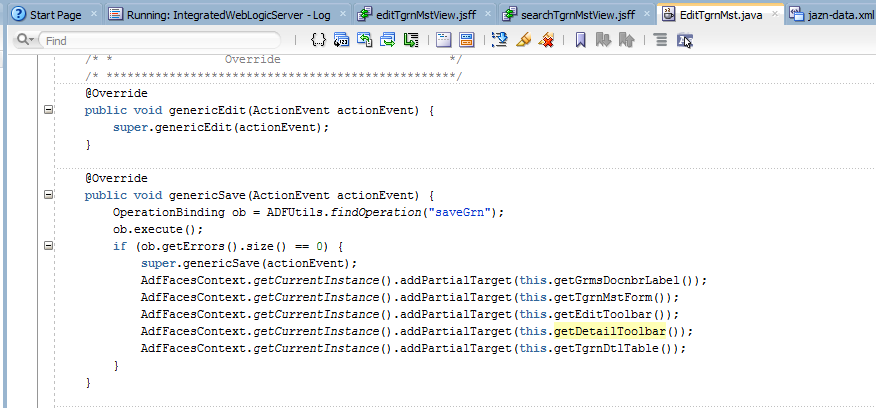 Start Page Running: IntegratedWebLogicServer - Log editTgrnMstView.jsff searchTgrnMstView.jsff EditTgrnMst.java jazn-data.xml
Find
/* * Override */
/* **************************************************/
@Override
public void genericEdit(ActionEvent actionEvent) {
super.genericEdit(actionEvent);
}
@Override
public void genericSave(ActionEvent actionEvent) {
OperationBinding ob = ADFUtils.findOperation("saveGrn");
ob.execute();
if (ob.getErrors().size() == 0) {
super.genericSave(actionEvent);
AdfFacesContext.getCurrentInstance().addPartialTarget(this.getGrmsDocnbrLabel());
AdfFacesContext.getCurrentInstance().addPartialTarget(this.getTgrnMstForm());
AdfFacesContext.getCurrentInstance().addPartialTarget(this.getEditToolbar());
AdfFacesContext.getCurrentInstance().addPartialTarget(this.getDetailToolbar());
AdfFacesContext.getCurrentInstance().addPartialTarget(this.getTgrnDtlTable());
}
}